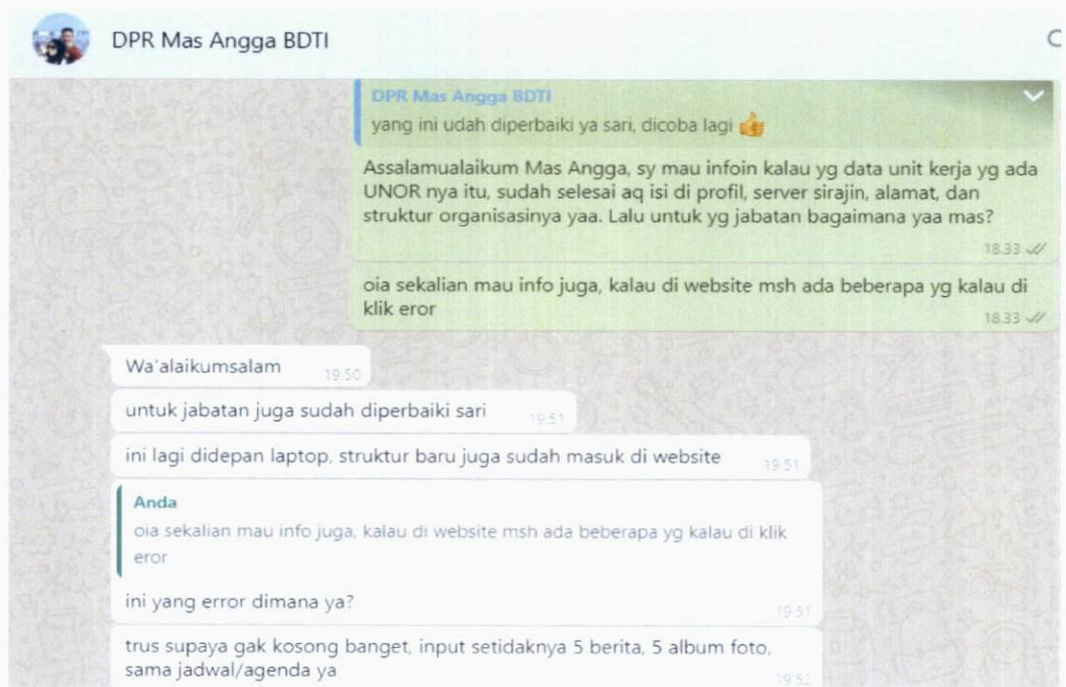 DPR Mas Angga BDTI
DPR Mas Angga BDTI
yang ini udah diperbaiki ya sari, dicoba lagi 👍
Assalamualaikum Mas Angga, sy mau infoin kalau yg data unit kerja yg ada
UNOR nya itu, sudah selesai aq isi di profil, server sirajin, alamat, dan
struktur organisasinya yaa. Lalu untuk yg jabatan bagaimana yaa mas?
18.33
oia sekalian mau info juga, kalau di website msh ada beberapa yg kalau di
klik eror
18.33
Wa'alaikumsalam
19.50
untuk jabatan juga sudah diperbaiki sari
19.51
ini lagi didepan laptop, struktur baru juga sudah masuk di website
19.51
Anda
oia sekalian mau info juga, kalau di website msh ada beberapa yg kalau di klik
eror
ini yang error dimana ya?
19.51
trus supaya gak kosong banget, input setidaknya 5 berita, 5 album foto,
sama jadwal/agenda ya
19.52